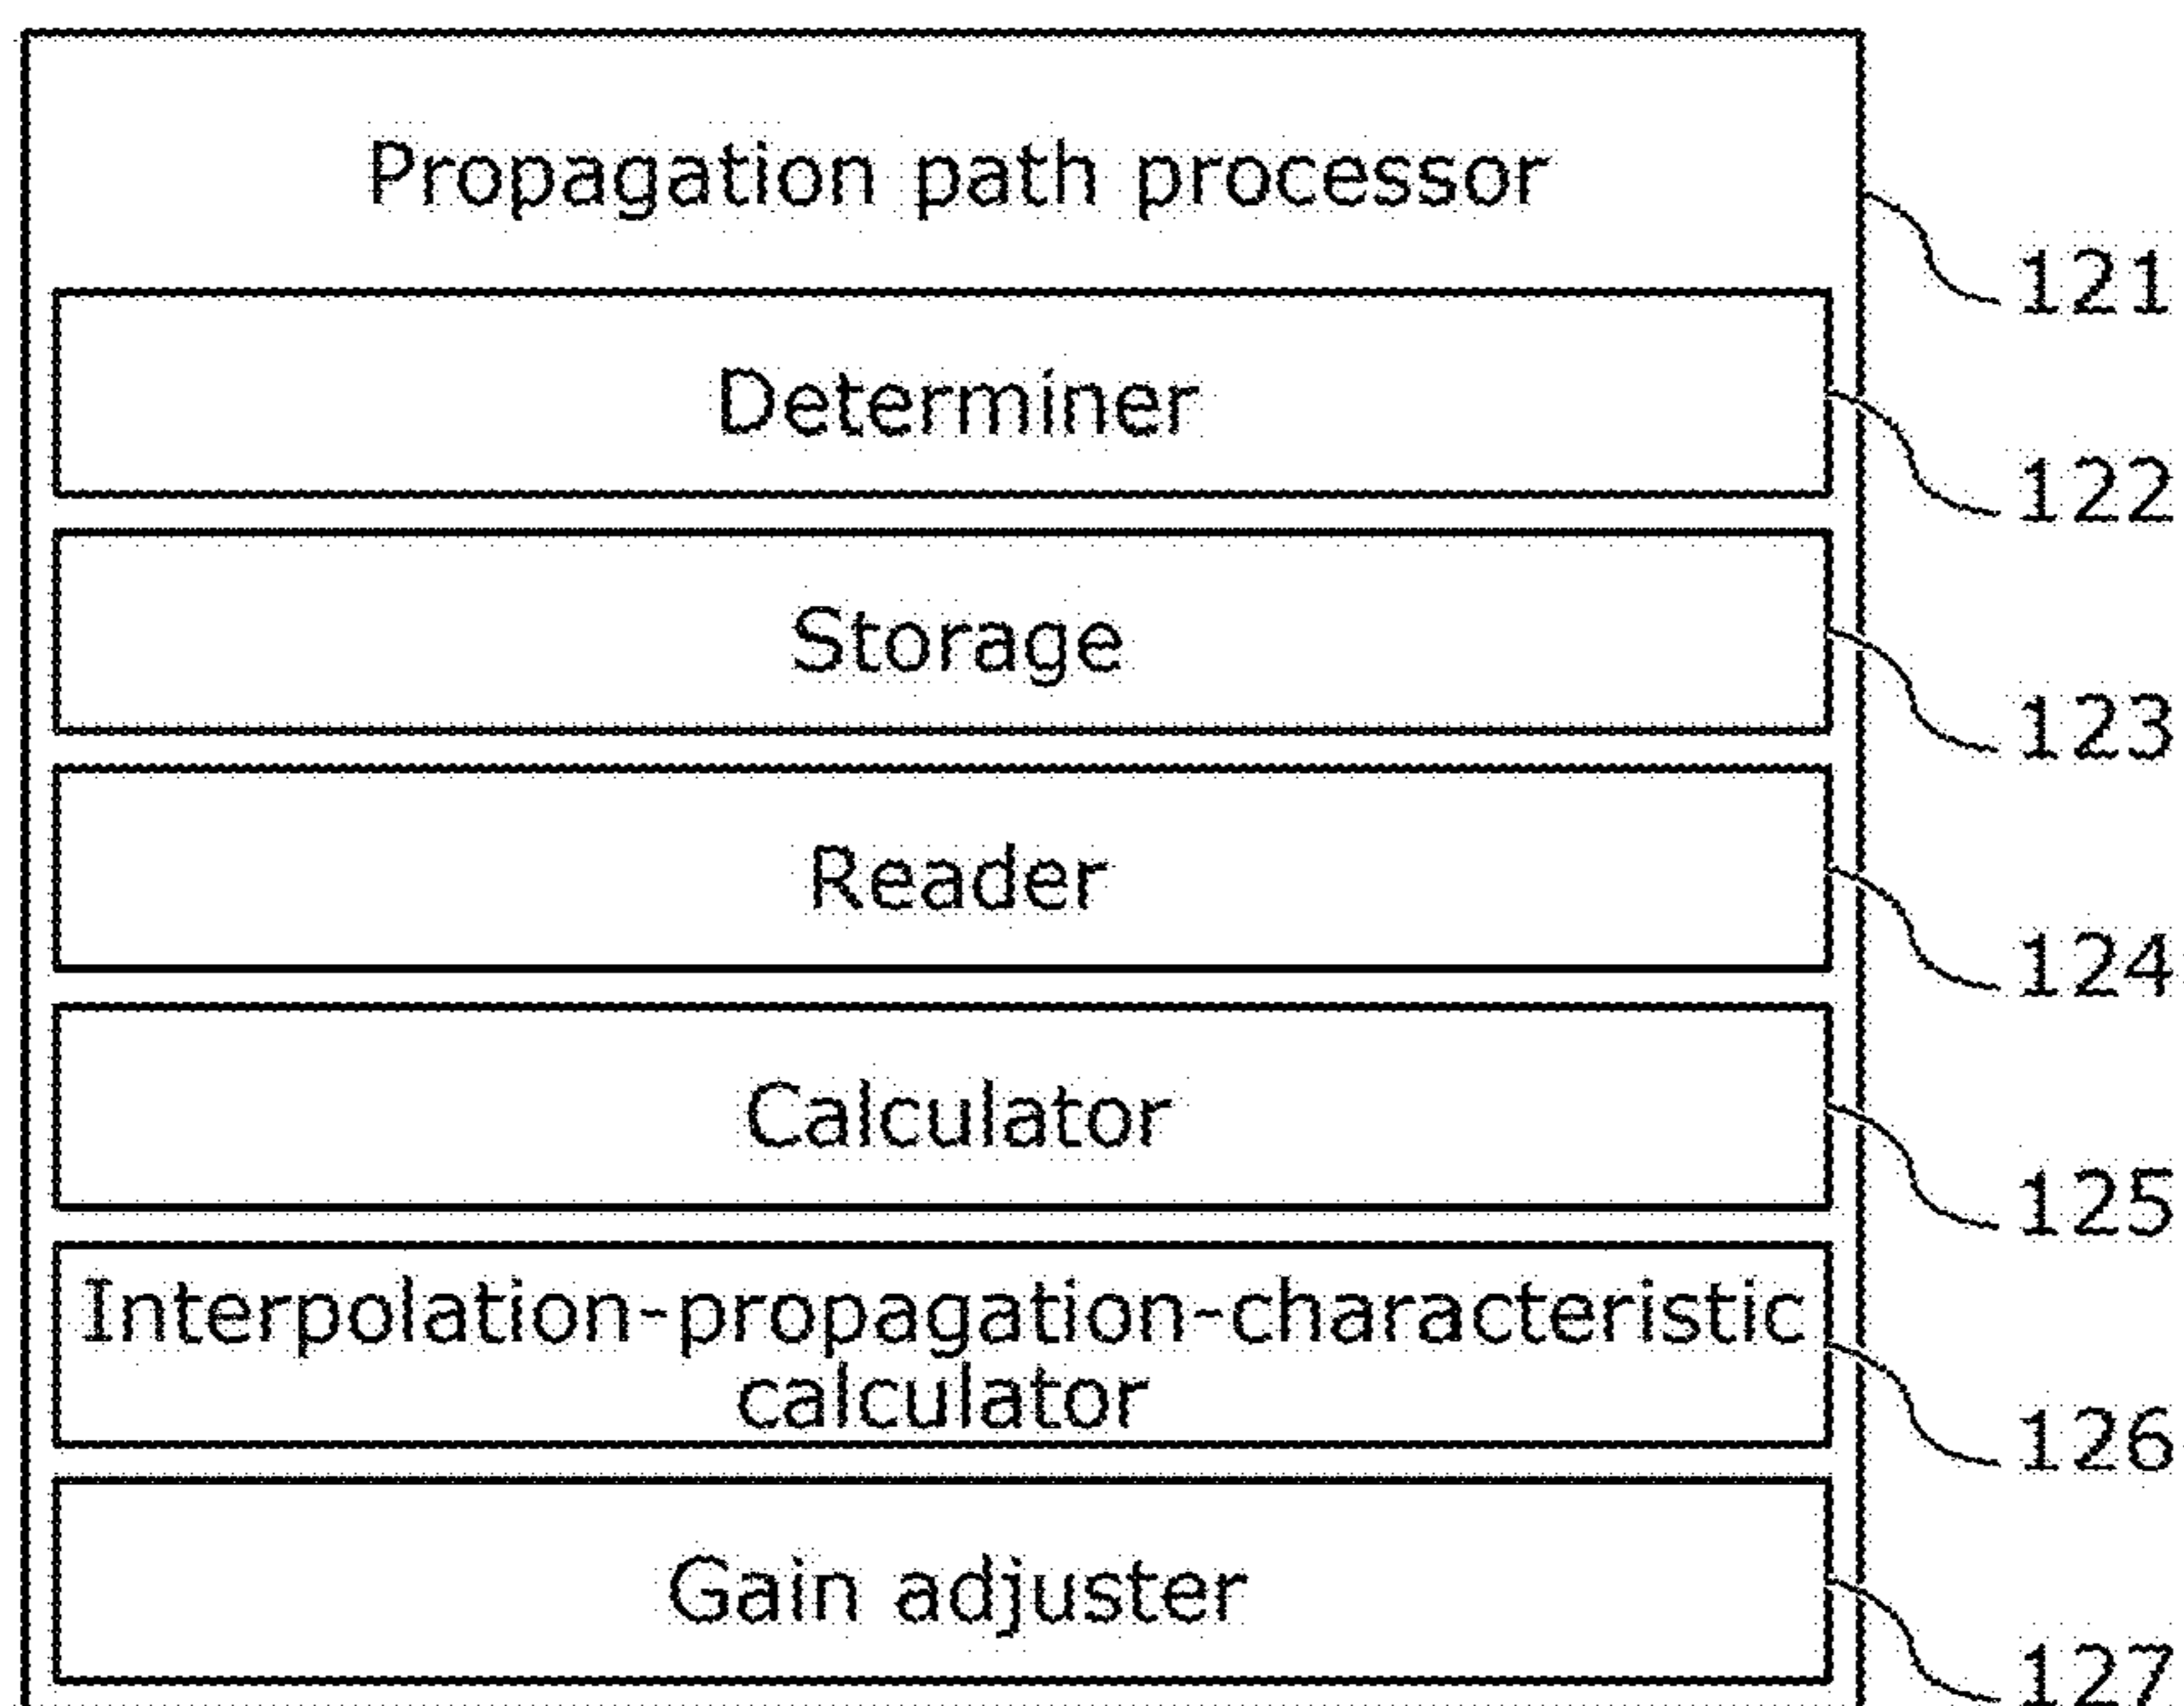 Propagation path processor
121
Determiner
122
Storage
123
Reader
124
Calculator
125
Interpolation-propagation-characteristic
calculator
126
Gain adjuster
127